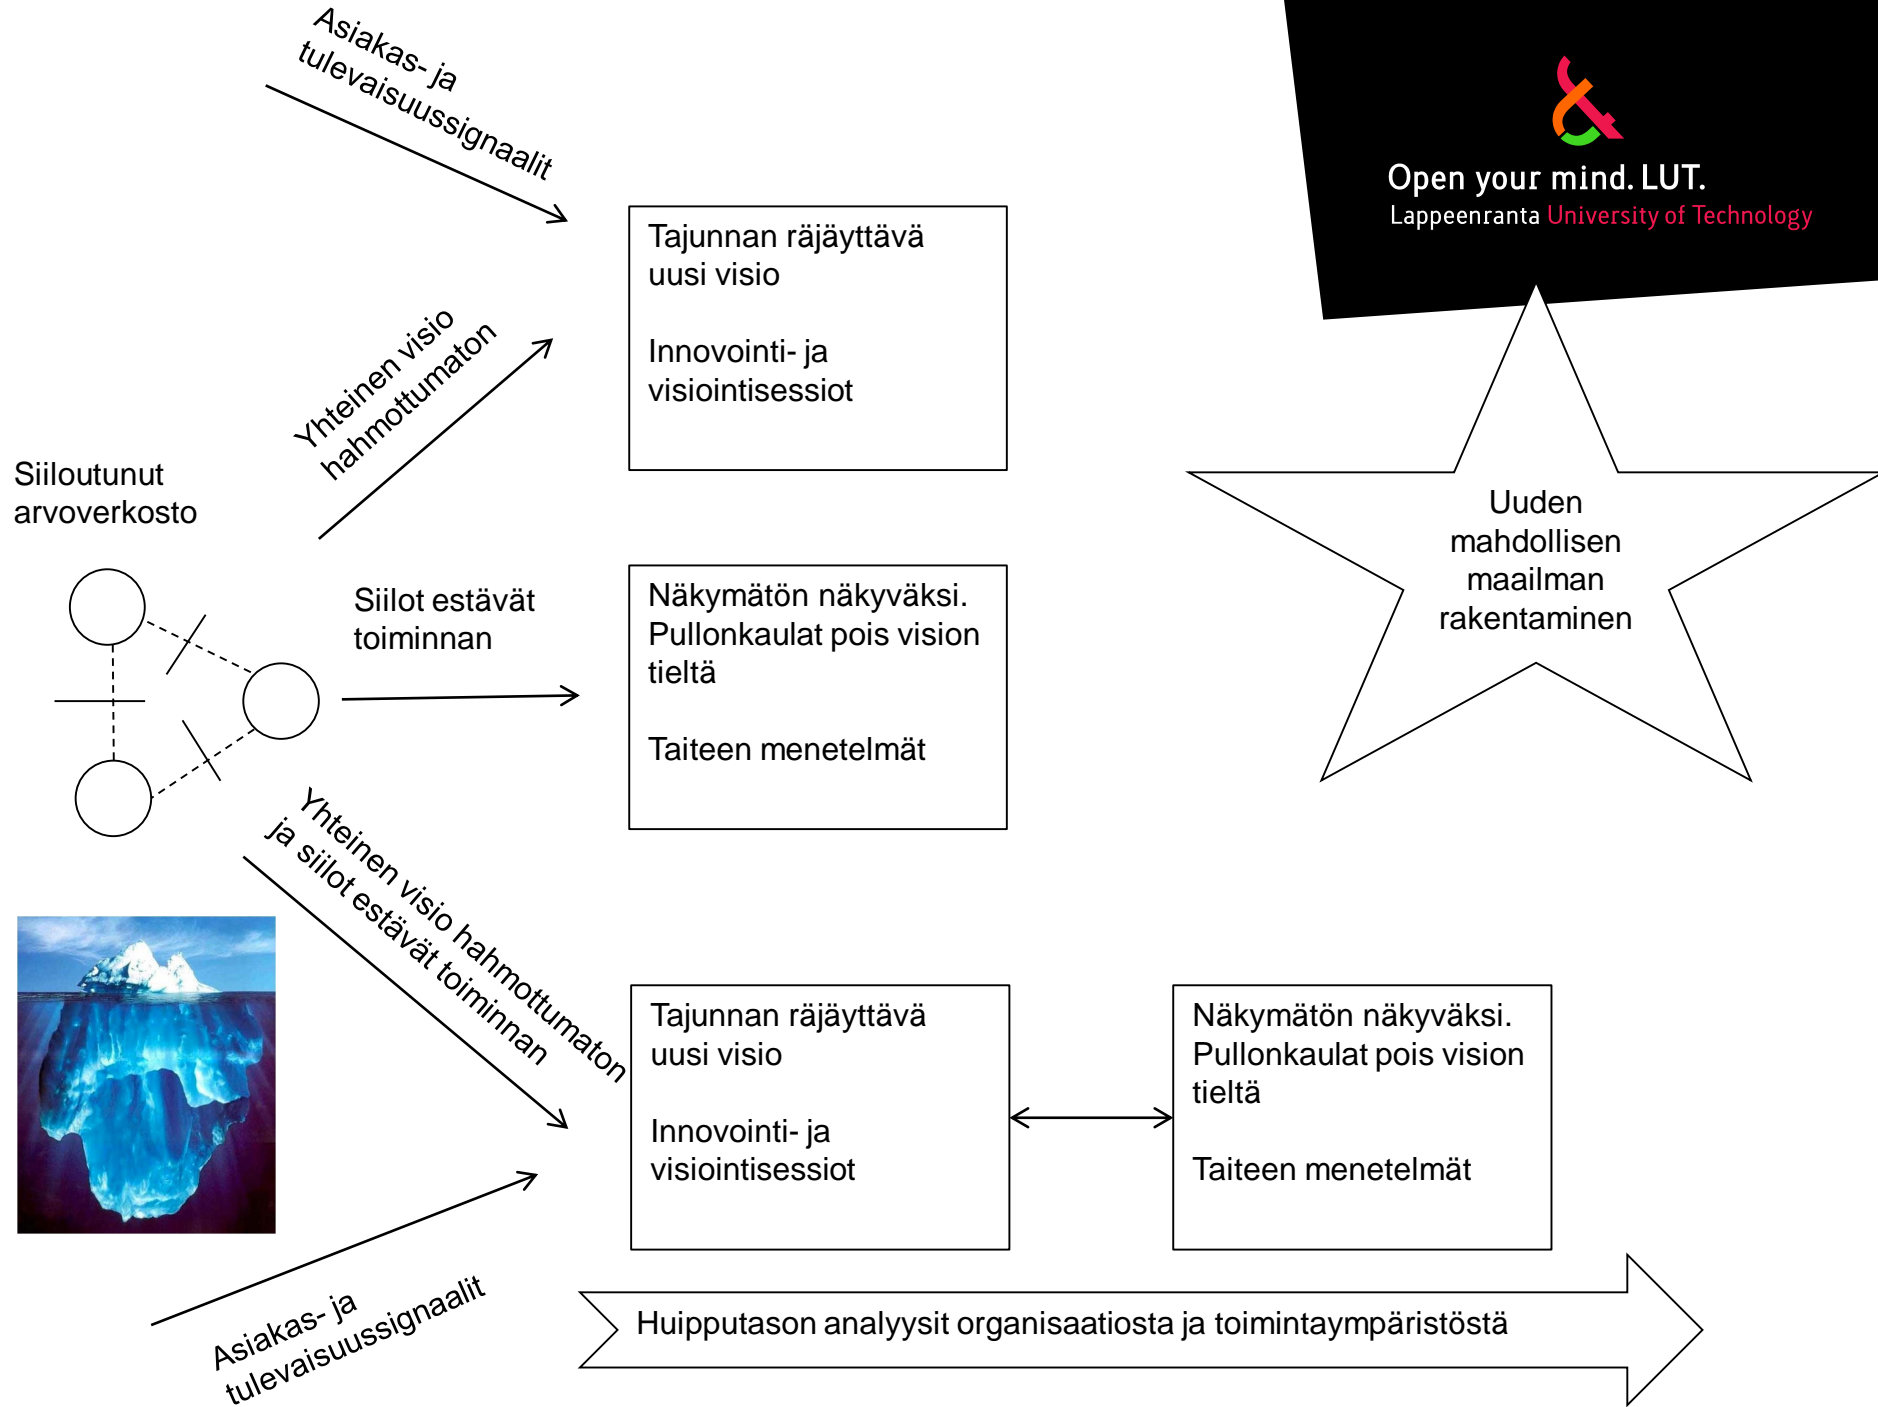 Asiakas- ja
tulevaisuussignaalit
Open your mind. LUT.
Lappeenranta University of Technology
Tajunnan räjäyttävä
uusi visio
Innovointi- ja
visiointisessiot
Yhteinen visio
hahmottumaton
Siiloutunut
arvoverkosto
Uuden
mahdollisen
maailman
rakentaminen
Siilot estävät
toiminnan
Näkymätön näkyväksi.
Pullonkaulat pois vision
tieltä
Taiteen menetelmät
Yhteinen visio hahmottumaton
ja siilot estävät toiminnan
Tajunnan räjäyttävä
uusi visio
Innovointi- ja
visiointisessiot
Näkymätön näkyväksi.
Pullonkaulat pois vision
tieltä
Taiteen menetelmät
Asiakas- ja
tulevaisuussignaalit
Huipputason analyysit organisaatiosta ja toimintaympäristöstä